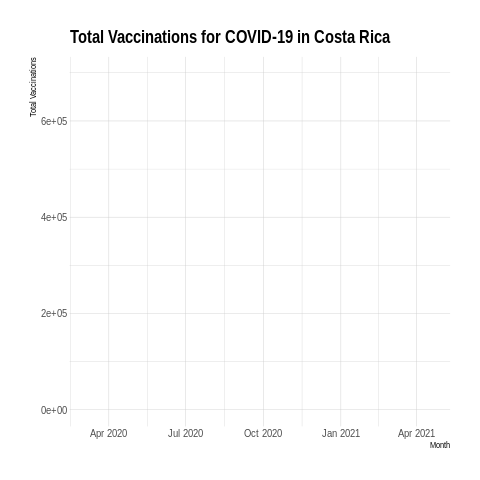 Total Vaccinations for COVID-19 in Costa Rica
Total Vaccinations
6e+05
4e+05
2e+05
0e+00
Apr 2020 Jul 2020 Oct 2020 Jan 2021 Apr 2021
Month